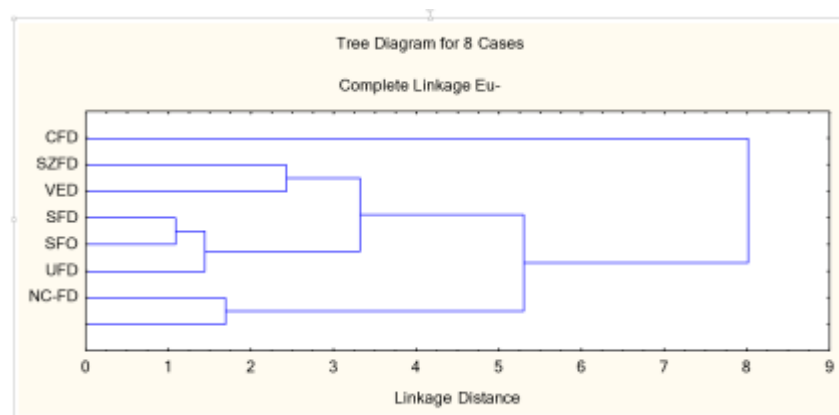 Tree Diagram for 8 Cases
Complete Linkage Eu-
CFD
SZFD
VED
SFD
SFO
UFD
NC-FD
0 1 2 3 4 5 6 7 8 9
Linkage Distance